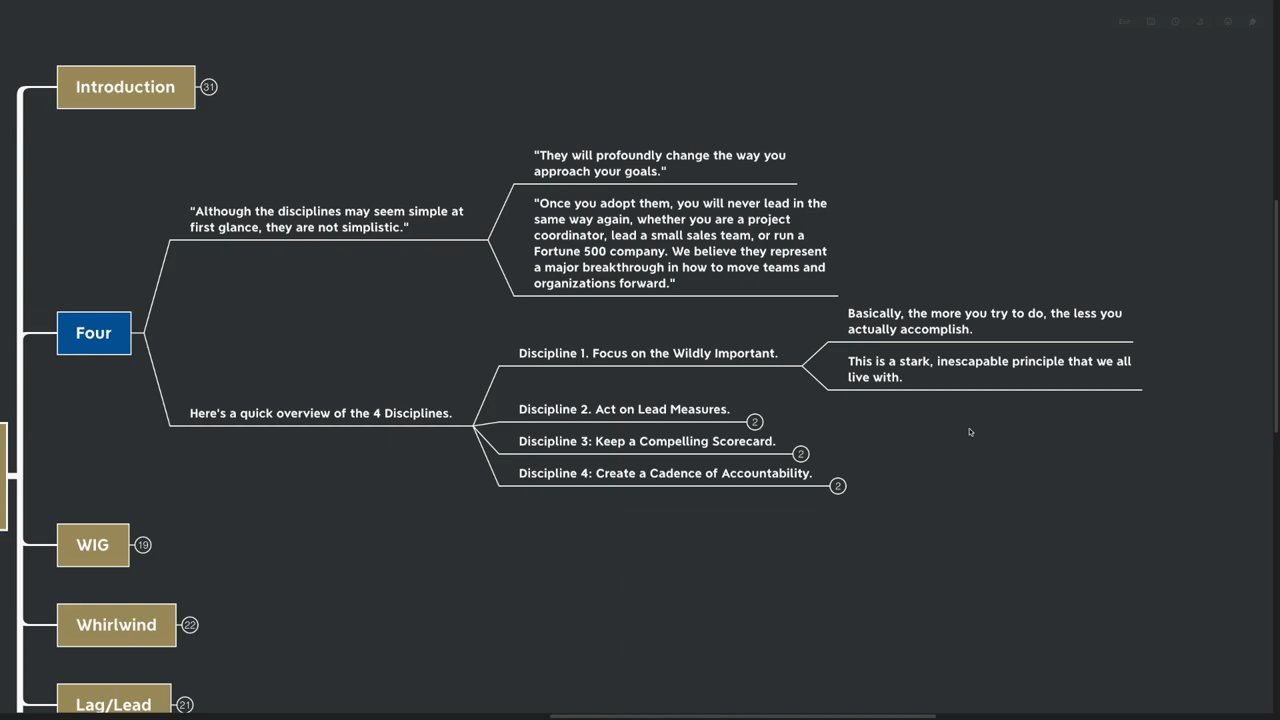 Introduction
31
"They will profoundly change the way you
approach your goals."
"Although the disciplines may seem simple at
first glance, they are not simplistic."
"Once you adopt them, you will never lead in the
same way again, whether you are a project
coordinator, lead a small sales team, or run a
Fortune 500 company. We believe they represent
a major breakthrough in how to move teams and
organizations forward."
Four
Here's a quick overview of the 4 Disciplines.
Discipline 1. Focus on the Wildly Important.
Basically, the more you try to do, the less you
actually accomplish.
This is a stark, inescapable principle that we all
live with.
Discipline 2. Act on Lead Measures.
2
Discipline 3: Keep a Compelling Scorecard.
2
Discipline 4: Create a Cadence of Accountability.
2
WIG
19
Whirlwind
22
Lag/Lead
21